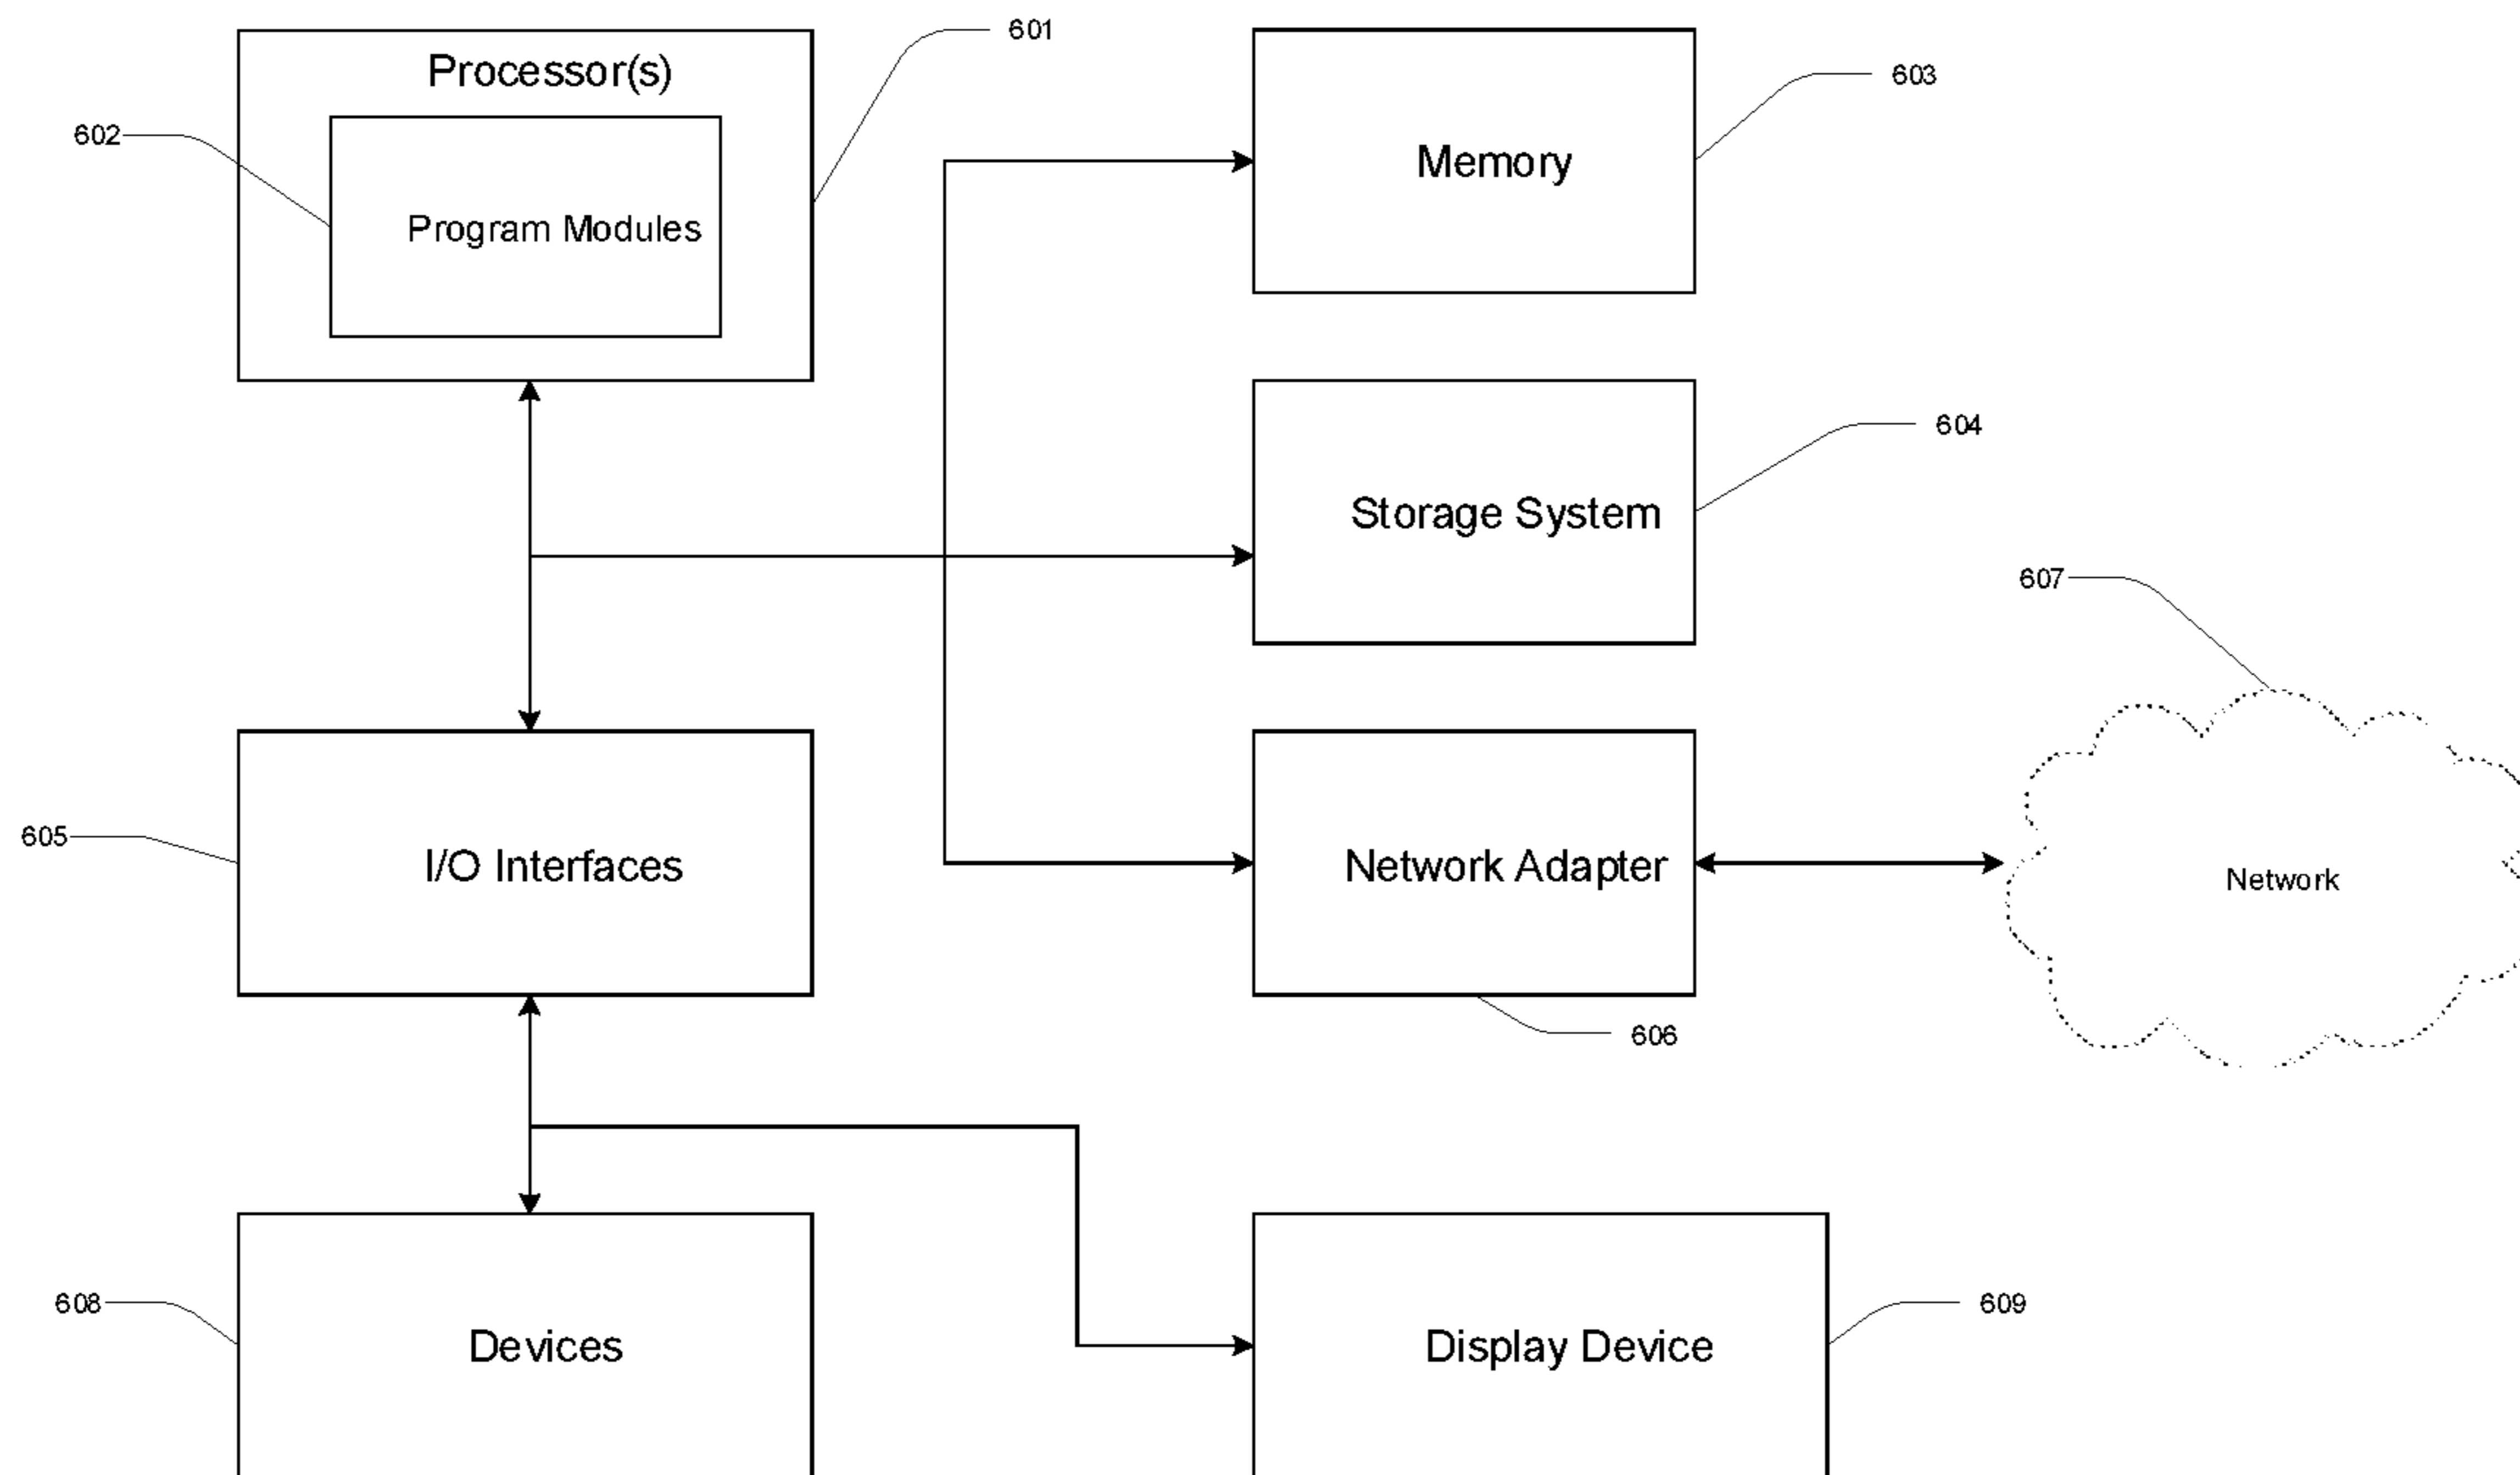 601
Processor(s)
603
602
Memory
Program Modules
604
Storage System
607
605
I/O Interfaces
Network Adapter
Network
606
608
609
Devices
Display Device